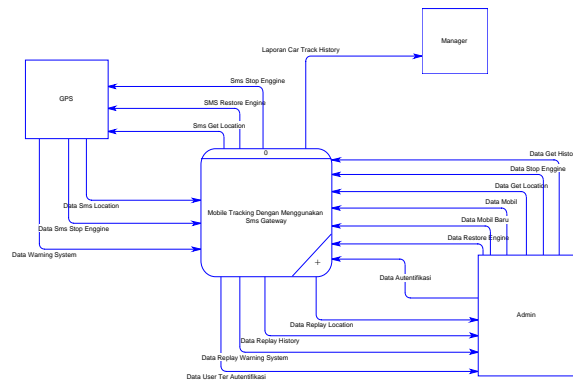 Manager
Laporan Car Track History
GPS
Sms Stop Enggine
SMS Restore Engine
Sms Get Location
0
Data Get Histo
Data Stop Enggine
Data Get Location
Data Mobil
Data Mobil Baru
Data Restore Engine
Data Autentifikasi
Mobile Tracking Dengan Menggunakan
Sms Gateway
+
Data Sms Location
Data Sms Stop Enggine
Data Warning System
Admin
Data Replay Location
Data Replay History
Data Replay Warning System
Data User Ter Autentifikasi